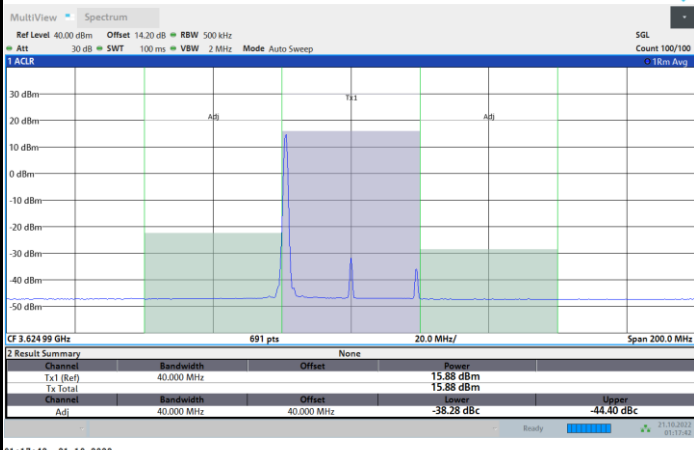 MultiView Spectrum
Ref Level 40.00 dBm Offset 14.20 dB RBW 500 kHz SGL
Att 30 dB SWT 100 ms VBW 2 MHz Mode Auto Sweep Count 100/100
1 ACLR 1Rm Avg
30 dBm
Tx1
20 dBm Adj Adj
10 dBm
0 dBm
-10 dBm
-20 dBm
-30 dBm
-40 dBm
-50 dBm
CF 3.624 99 GHz 691 pts 20.0 MHz/ Span 200.0 MHz
2 Result Summary None
Channel Bandwidth Offset Power
Tx1 (Ref) 40.000 MHz 15.88 dBm
Tx Total 15.88 dBm
Channel Bandwidth Offset Lower Upper
Adj 40.000 MHz 40.000 MHz -38.28 dBc -44.40 dBc
Ready 21.10.2022
01:17:42